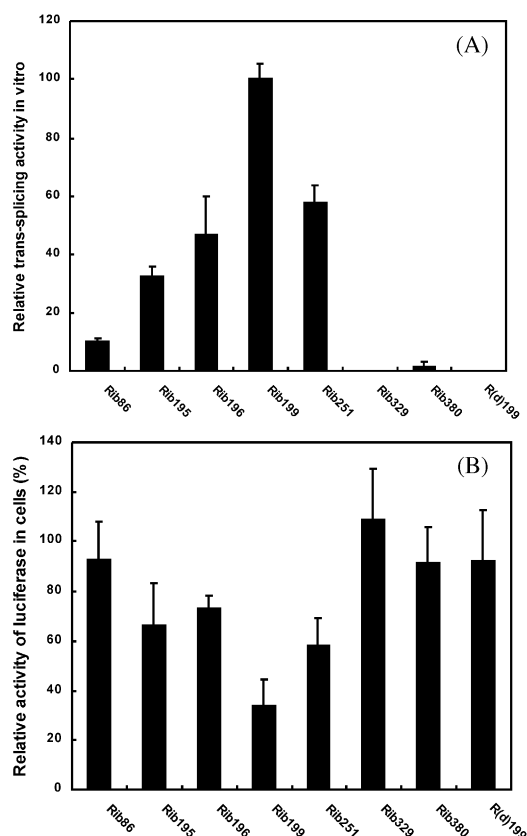 (A)
Relative trans-splicing activity in vitro
120
100
80
60
40
20
0
Rib86 Rib195 Rib196 Rib199 Rib251 Rib329 Rib380 R(d)199
(B)
Relative activity of luciferase in cells (%)
140
120
100
80
60
40
20
0
Rib86 Rib195 Rib196 Rib199 Rib251 Rib329 Rib380